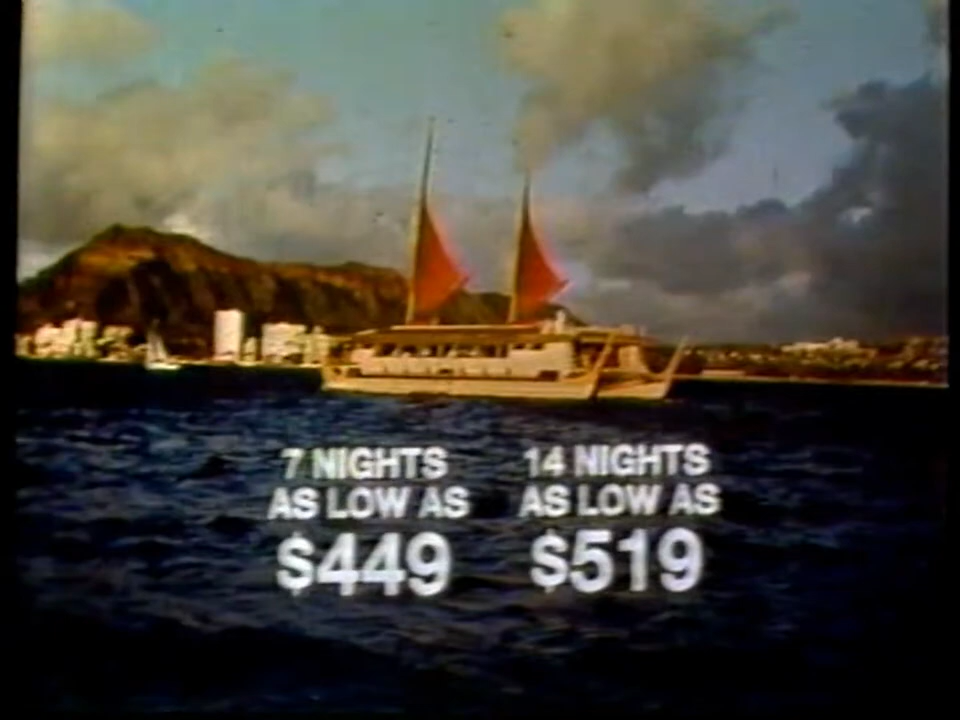 7 NIGHTS
AS LOW AS
$449
14 NIGHTS
AS LOW AS
$519